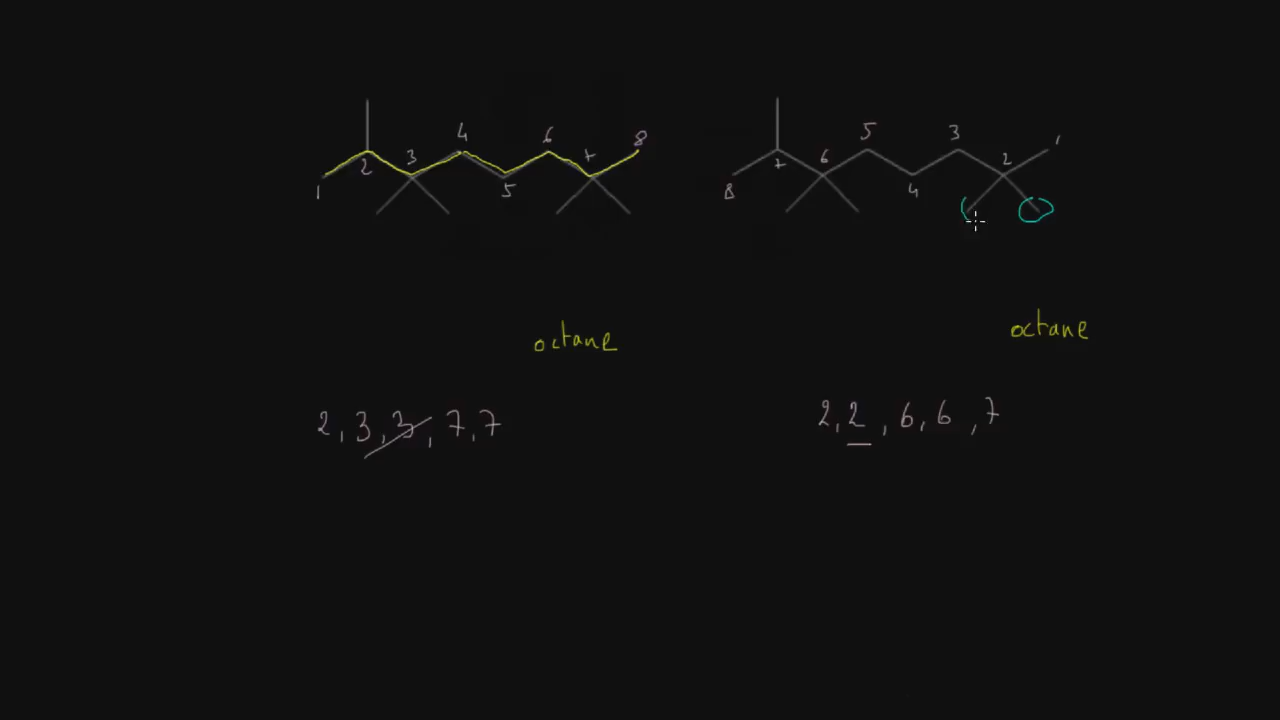 4 6 8
3 7
2
1 5
5 3 1
6 2
7
8 4
octane
octane
2, 3, 3, 7, 7
2, 2, 6, 6, 7